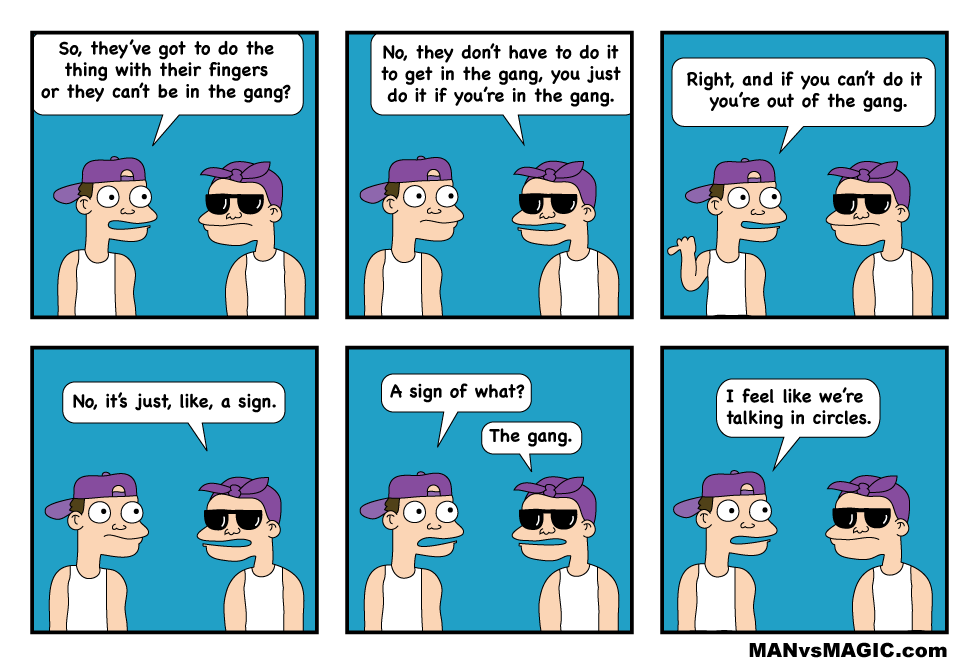 So, they've got to do the
thing with their fingers
or they can't be in the gang?
No, they don't have to do it
to get in the gang, you just
do it if you're in the gang.
Right, and if you can't do it
you're out of the gang.
No, it's just, like, a sign.
A sign of what?
The gang.
I feel like we're
talking in circles.
MANvsMAGIC.com